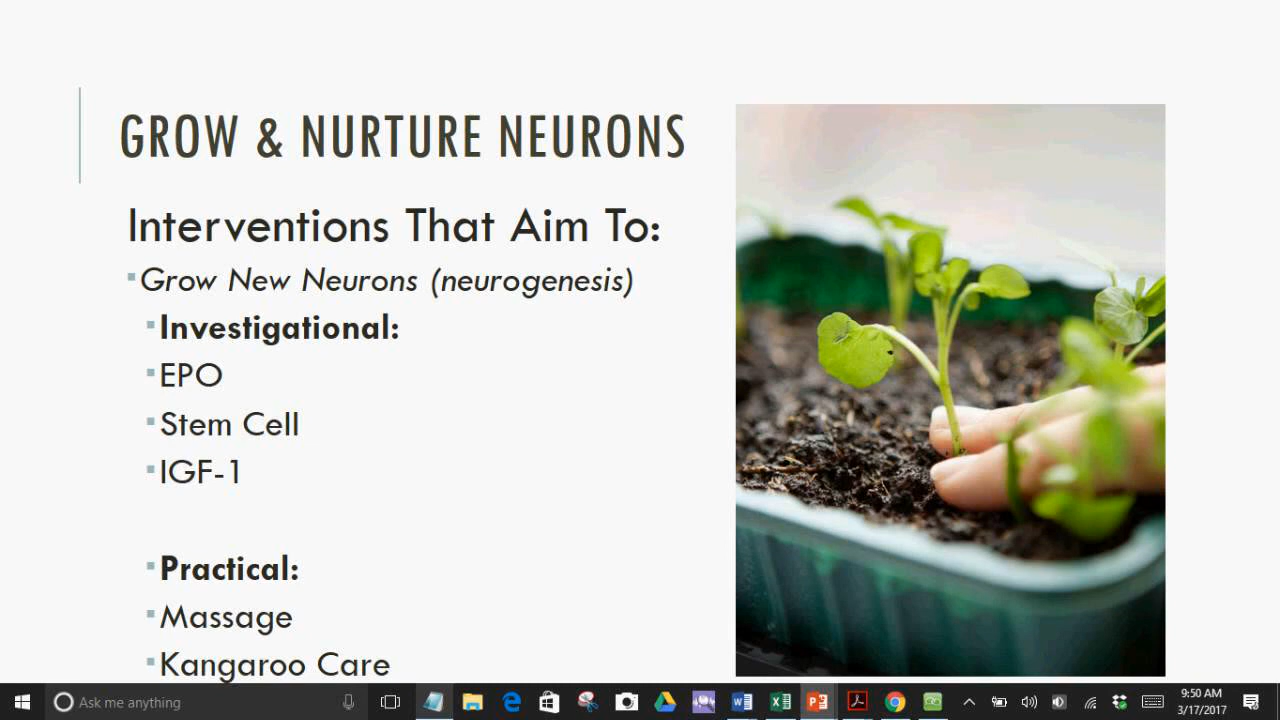 GROW & NURTURE NEURONS
Interventions That Aim To:
Grow New Neurons (neurogenesis)
Investigational:
EPO
Stem Cell
IGF-1
Practical:
Massage
Kangaroo Care
Ask me anything
9:50 AM
3/17/2017